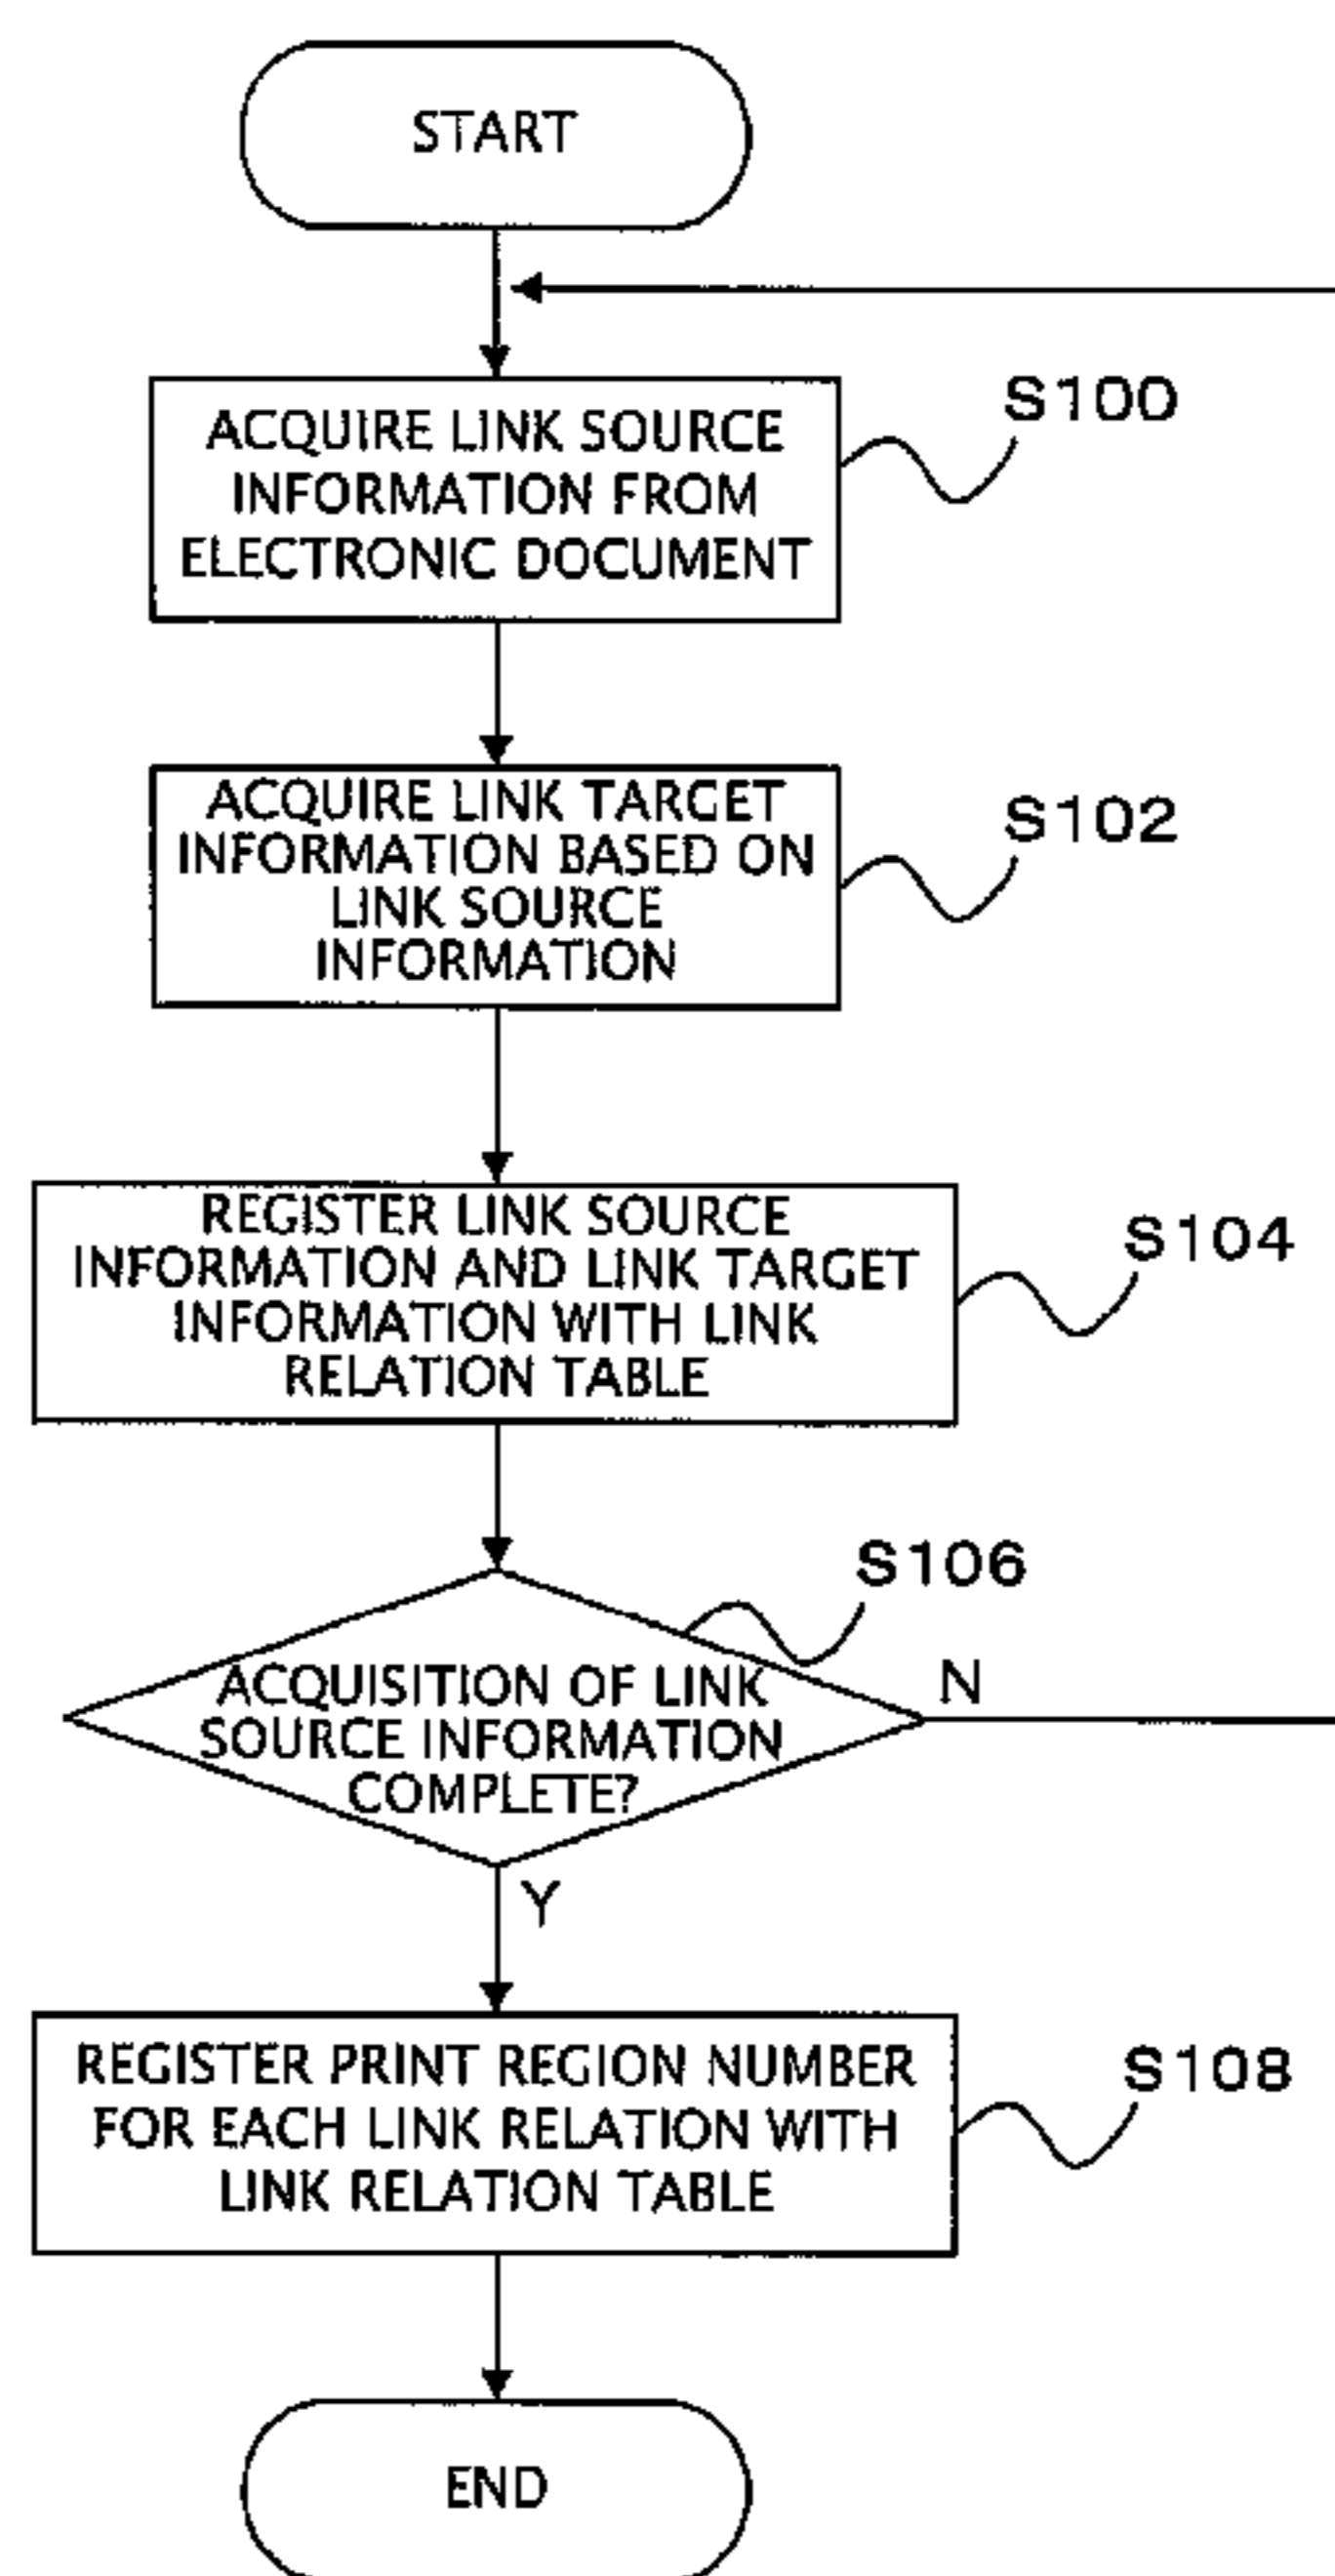 START
ACQUIRE LINK SOURCE
INFORMATION FROM
ELECTRONIC DOCUMENT
S100
ACQUIRE LINK TARGET
INFORMATION BASED ON
LINK SOURCE
INFORMATION
S102
REGISTER LINK SOURCE
INFORMATION AND LINK TARGET
INFORMATION WITH LINK
RELATION TABLE
S104
S106
ACQUISITION OF LINK
SOURCE INFORMATION
COMPLETE?
N
Y
REGISTER PRINT REGION NUMBER
FOR EACH LINK RELATION WITH
LINK RELATION TABLE
S108
END